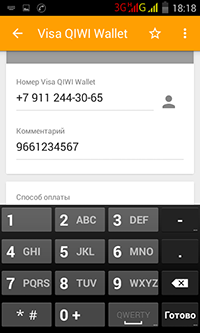 3G G 18:18
Visa QIWI Wallet
Номер Visa QIWI Wallet
+7 911 244-30-65
Комментарий
9661234567
Способ оплаты
1 2 ABC 3 DEF -
4 GHI 5 JKL 6 MNO .
7 PQRS 8 TUV 9 WXYZ
* # 0 + QWERTY Готово